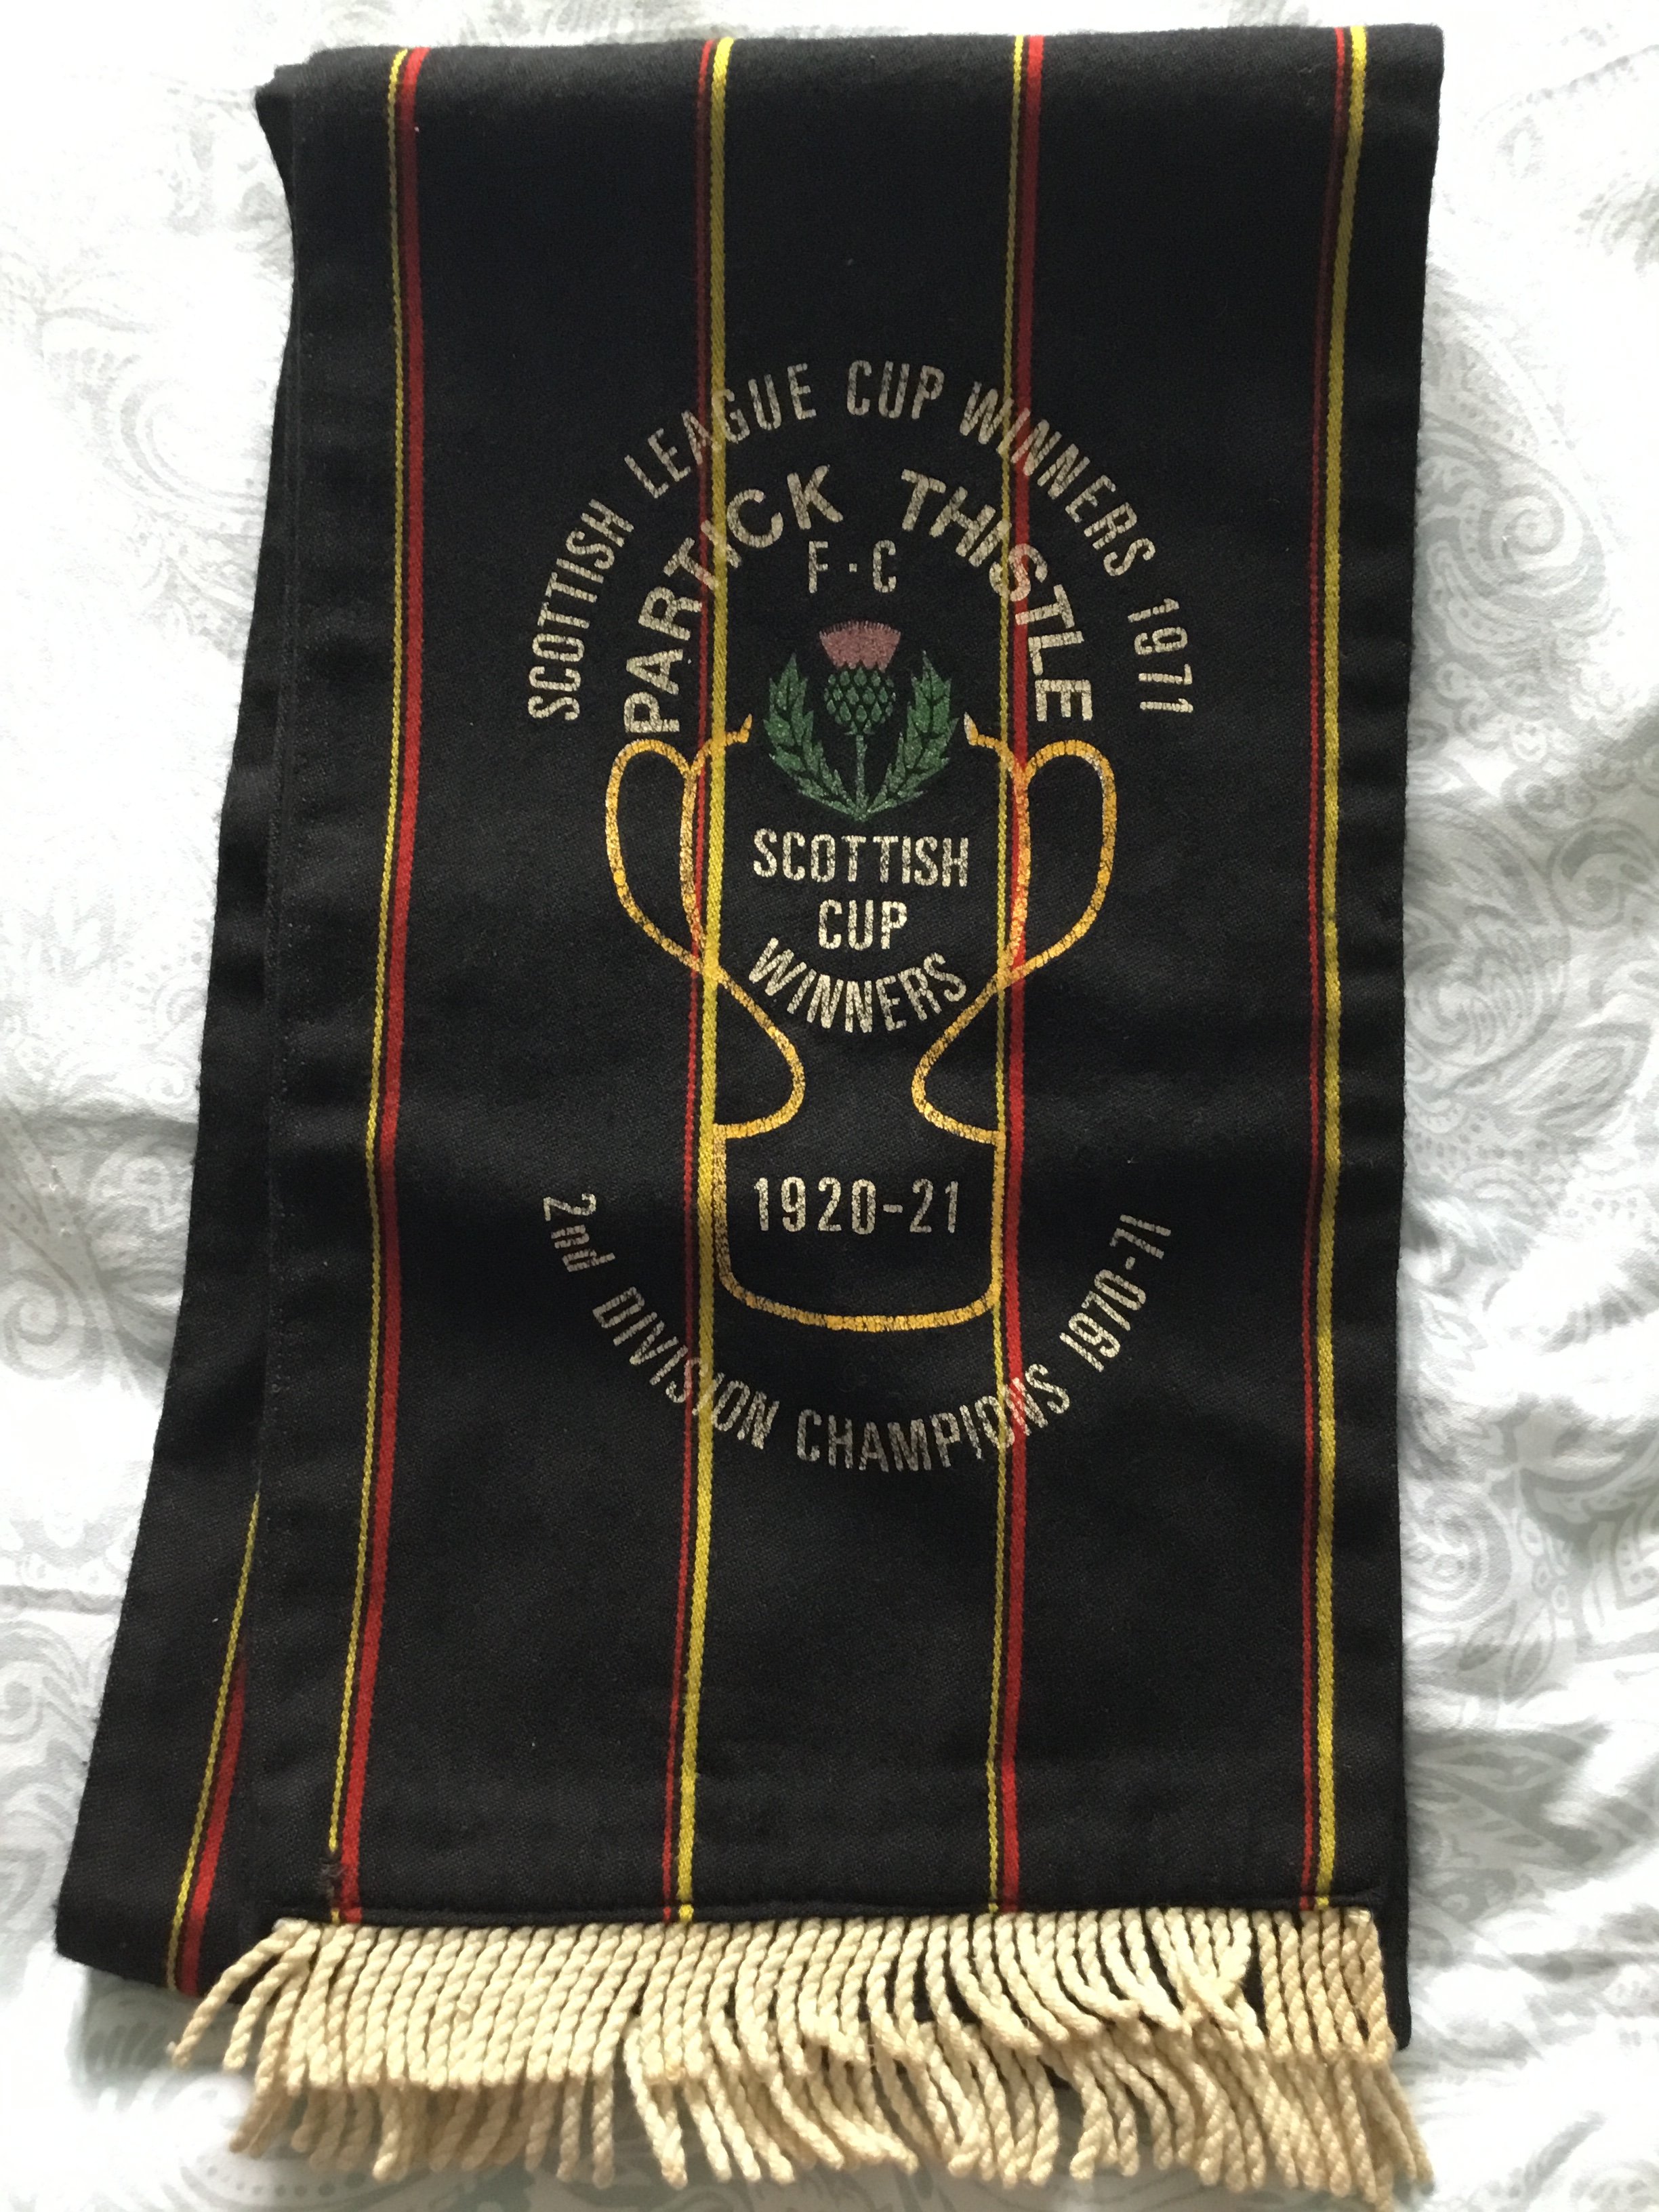 SCOTTISH LEAGUE CUP WINNERS 1971
PARTICK THISTLE
F·C
SCOTTISH
CUP
WINNERS
1920-21
2nd DIVISION CHAMPIONS 1970-71